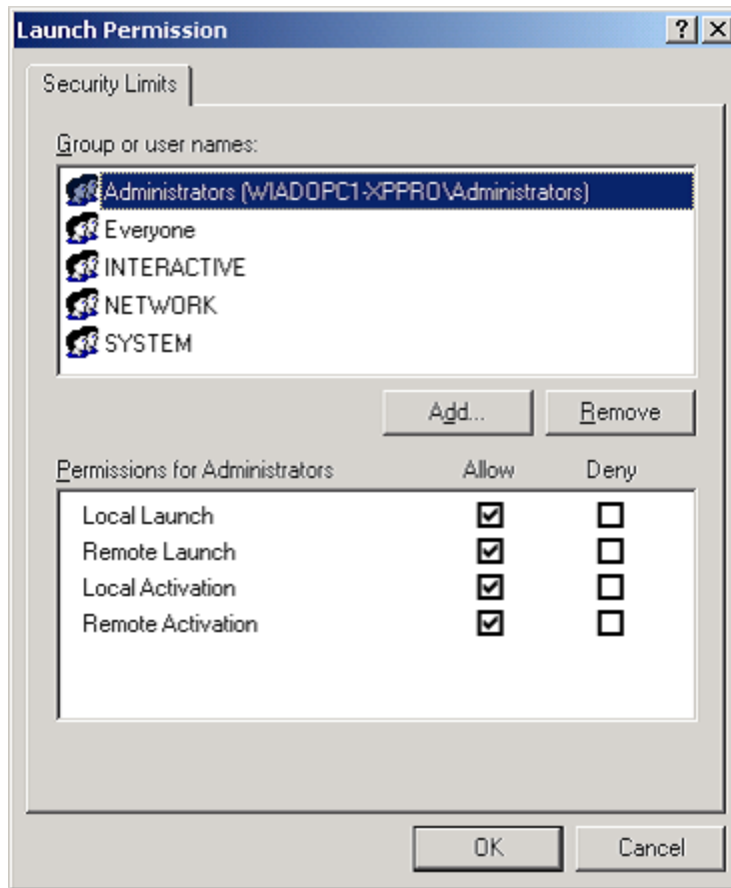 Launch Permission
Security Limits
Group or user names:
Administrators (WIADOPC1-XPPRO\Administrators)
Everyone
INTERACTIVE
NETWORK
SYSTEM
Add... Remove
Permissions for Administrators Allow Deny
Local Launch
Remote Launch
Local Activation
Remote Activation
OK Cancel